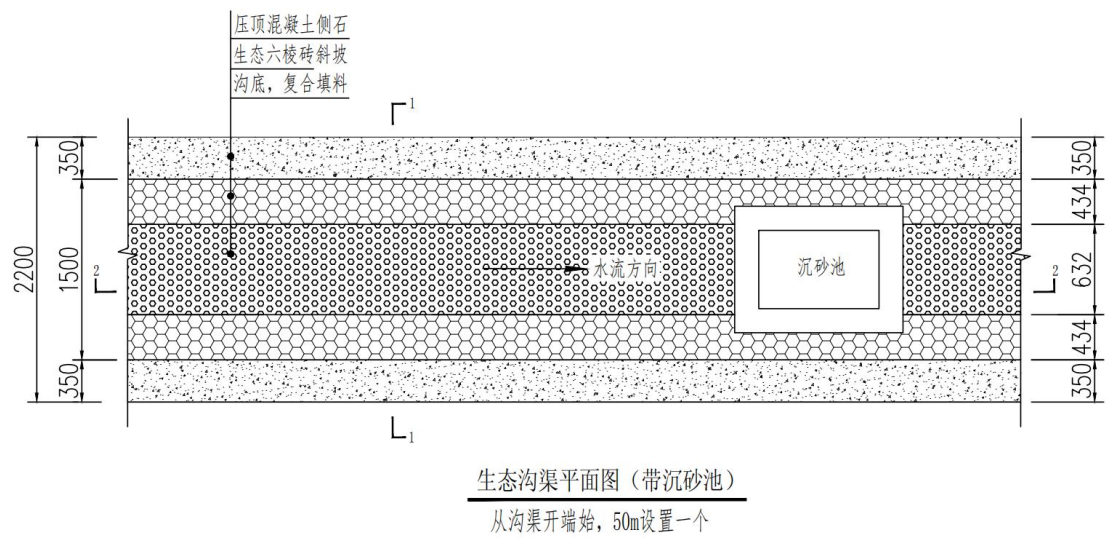 压顶混凝土侧石
生态六棱砖斜坡
沟底，复合填料
1
350
350
434
2200
1500
2
水流方向
沉砂池
632
2
434
350
350
1
生态沟渠平面图（带沉砂池）
从沟渠开端始，50m设置一个